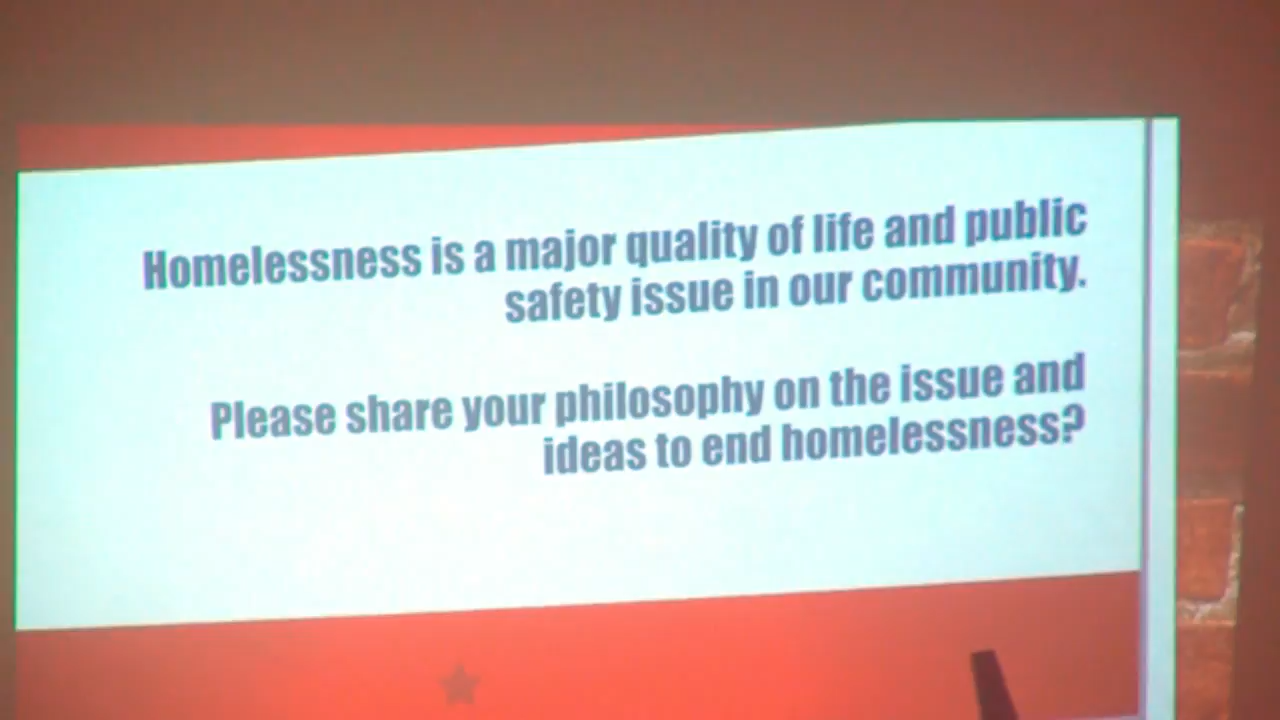 Homelessness is a major quality of life and public
safety issue in our community.
Please share your philosophy on the issue and
ideas to end homelessness?